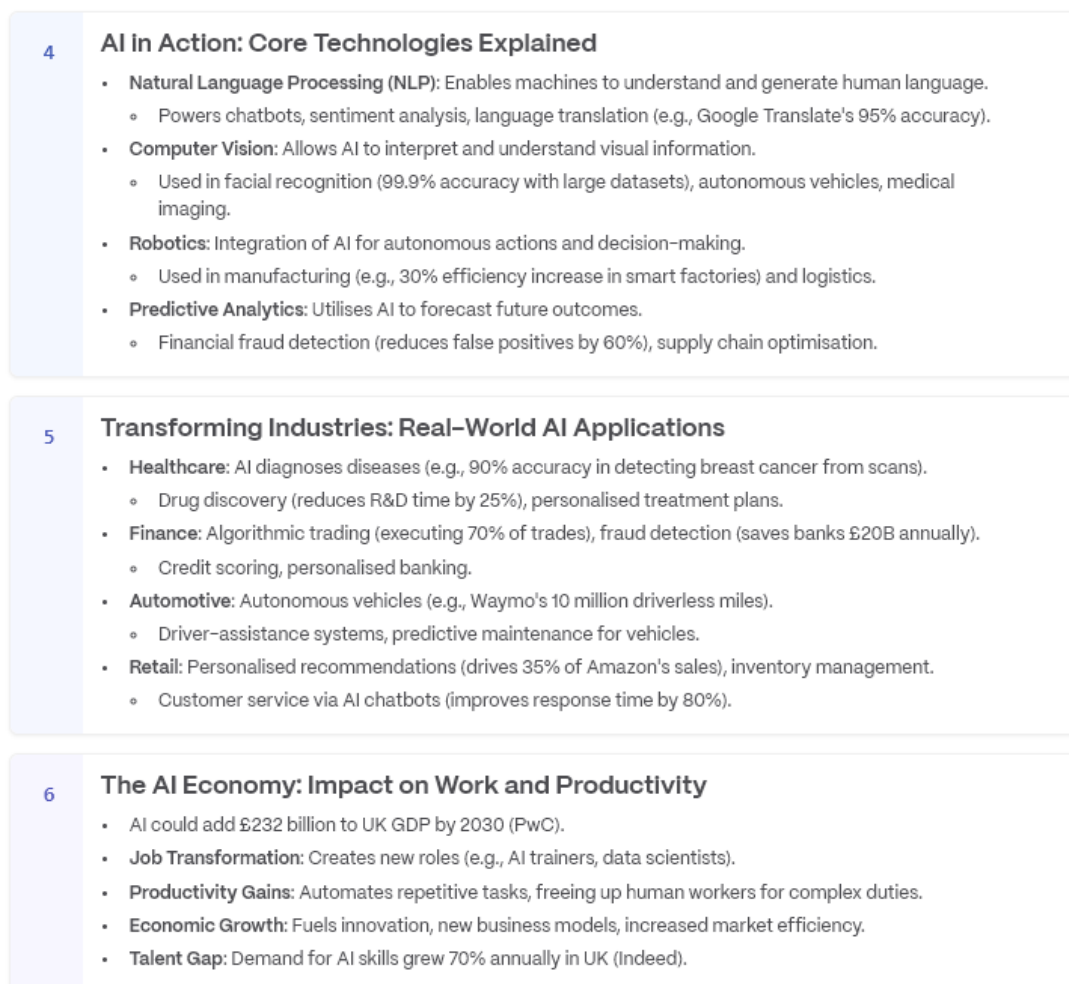 4
AI in Action: Core Technologies Explained
• Natural Language Processing (NLP): Enables machines to understand and generate human language.
◦ Powers chatbots, sentiment analysis, language translation (e.g., Google Translate's 95% accuracy).
• Computer Vision: Allows AI to interpret and understand visual information.
◦ Used in facial recognition (99.9% accuracy with large datasets), autonomous vehicles, medical
imaging.
• Robotics: Integration of AI for autonomous actions and decision-making.
◦ Used in manufacturing (e.g., 30% efficiency increase in smart factories) and logistics.
• Predictive Analytics: Utilises AI to forecast future outcomes.
◦ Financial fraud detection (reduces false positives by 60%), supply chain optimisation.
5
Transforming Industries: Real-World AI Applications
• Healthcare: AI diagnoses diseases (e.g., 90% accuracy in detecting breast cancer from scans).
◦ Drug discovery (reduces R&D time by 25%), personalised treatment plans.
• Finance: Algorithmic trading (executing 70% of trades), fraud detection (saves banks £20B annually).
◦ Credit scoring, personalised banking.
• Automotive: Autonomous vehicles (e.g., Waymo's 10 million driverless miles).
◦ Driver-assistance systems, predictive maintenance for vehicles.
• Retail: Personalised recommendations (drives 35% of Amazon's sales), inventory management.
◦ Customer service via AI chatbots (improves response time by 80%).
6
The AI Economy: Impact on Work and Productivity
• AI could add £232 billion to UK GDP by 2030 (PwC).
• Job Transformation: Creates new roles (e.g., AI trainers, data scientists).
• Productivity Gains: Automates repetitive tasks, freeing up human workers for complex duties.
• Economic Growth: Fuels innovation, new business models, increased market efficiency.
• Talent Gap: Demand for AI skills grew 70% annually in UK (Indeed).